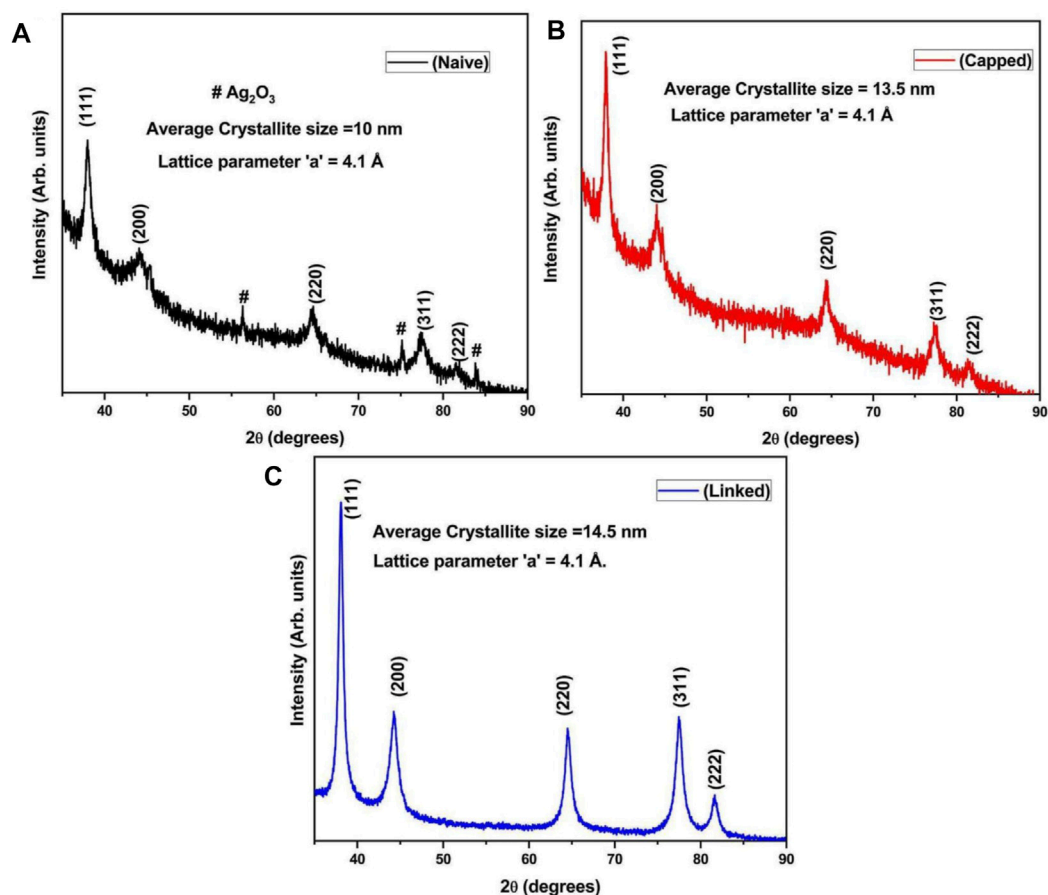 A
(Naive)
# Ag₂O₃
Average Crystallite size =10 nm
Lattice parameter 'a' = 4.1 Å
(111)
(200)
#
(220)
#
(311)
(222)
#
Intensity (Arb. units)
40 50 60 70 80 90
2θ (degrees)
B
(Capped)
Average Crystallite size = 13.5 nm
Lattice parameter 'a' = 4.1 Å
(111)
(200)
(220)
(311)
(222)
Intensity (Arb. units)
40 50 60 70 80 90
2θ (degrees)
C
(Linked)
Average Crystallite size =14.5 nm
Lattice parameter 'a' = 4.1 Å.
(111)
(200)
(220)
(311)
(222)
Intensity (Arb. units)
40 50 60 70 80 90
2θ (degrees)